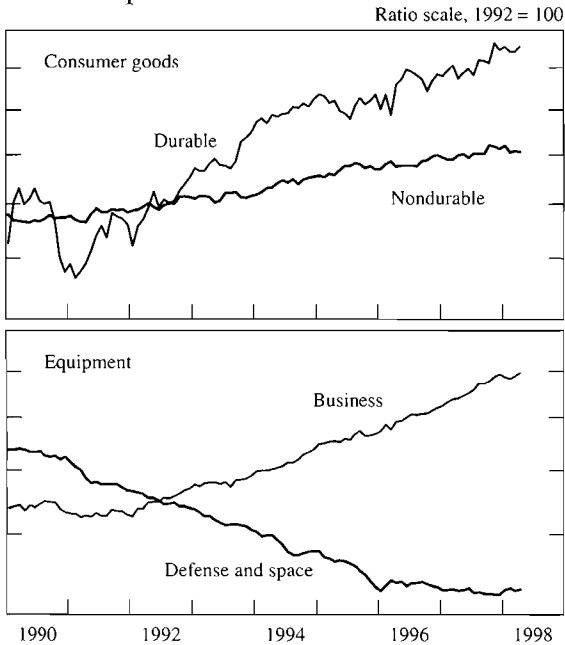 Ratio scale, 1992 = 100
Consumer goods
Durable
Nondurable
Equipment
Business
Defense and space
1990 1992 1994 1996 1998